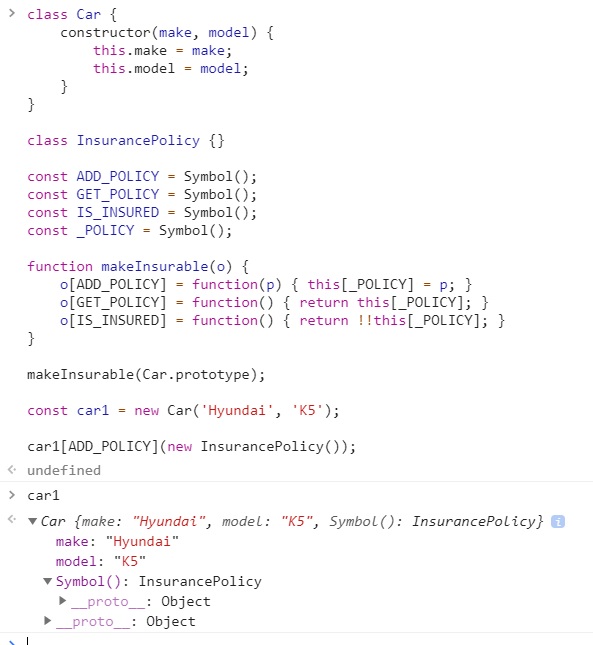 class Car {
    constructor(make, model) {
        this.make = make;
        this.model = model;
    }
}

class InsurancePolicy {}

const ADD_POLICY = Symbol();
const GET_POLICY = Symbol();
const IS_INSURED = Symbol();
const _POLICY = Symbol();

function makeInsurable(o) {
    o[ADD_POLICY] = function(p) { this[_POLICY] = p; }
    o[GET_POLICY] = function() { return this[_POLICY]; }
    o[IS_INSURED] = function() { return !!this[_POLICY]; }
}

makeInsurable(Car.prototype);

const car1 = new Car('Hyundai', 'K5');

car1[ADD_POLICY](new InsurancePolicy());
undefined
car1
Car {make: "Hyundai", model: "K5", Symbol(): InsurancePolicy} i
make: "Hyundai"
model: "K5"
Symbol(): InsurancePolicy
__proto__: Object
__proto__: Object